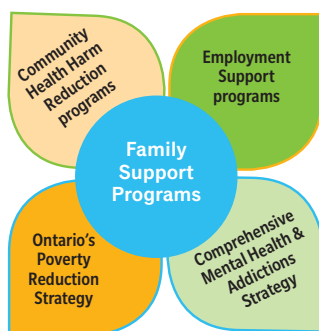 Community
Health Harm
Reduction
programs
Employment
Support
programs
Family
Support
Programs
Ontario's
Poverty
Reduction
Strategy
Comprehensive
Mental Health &
Addictions
Strategy